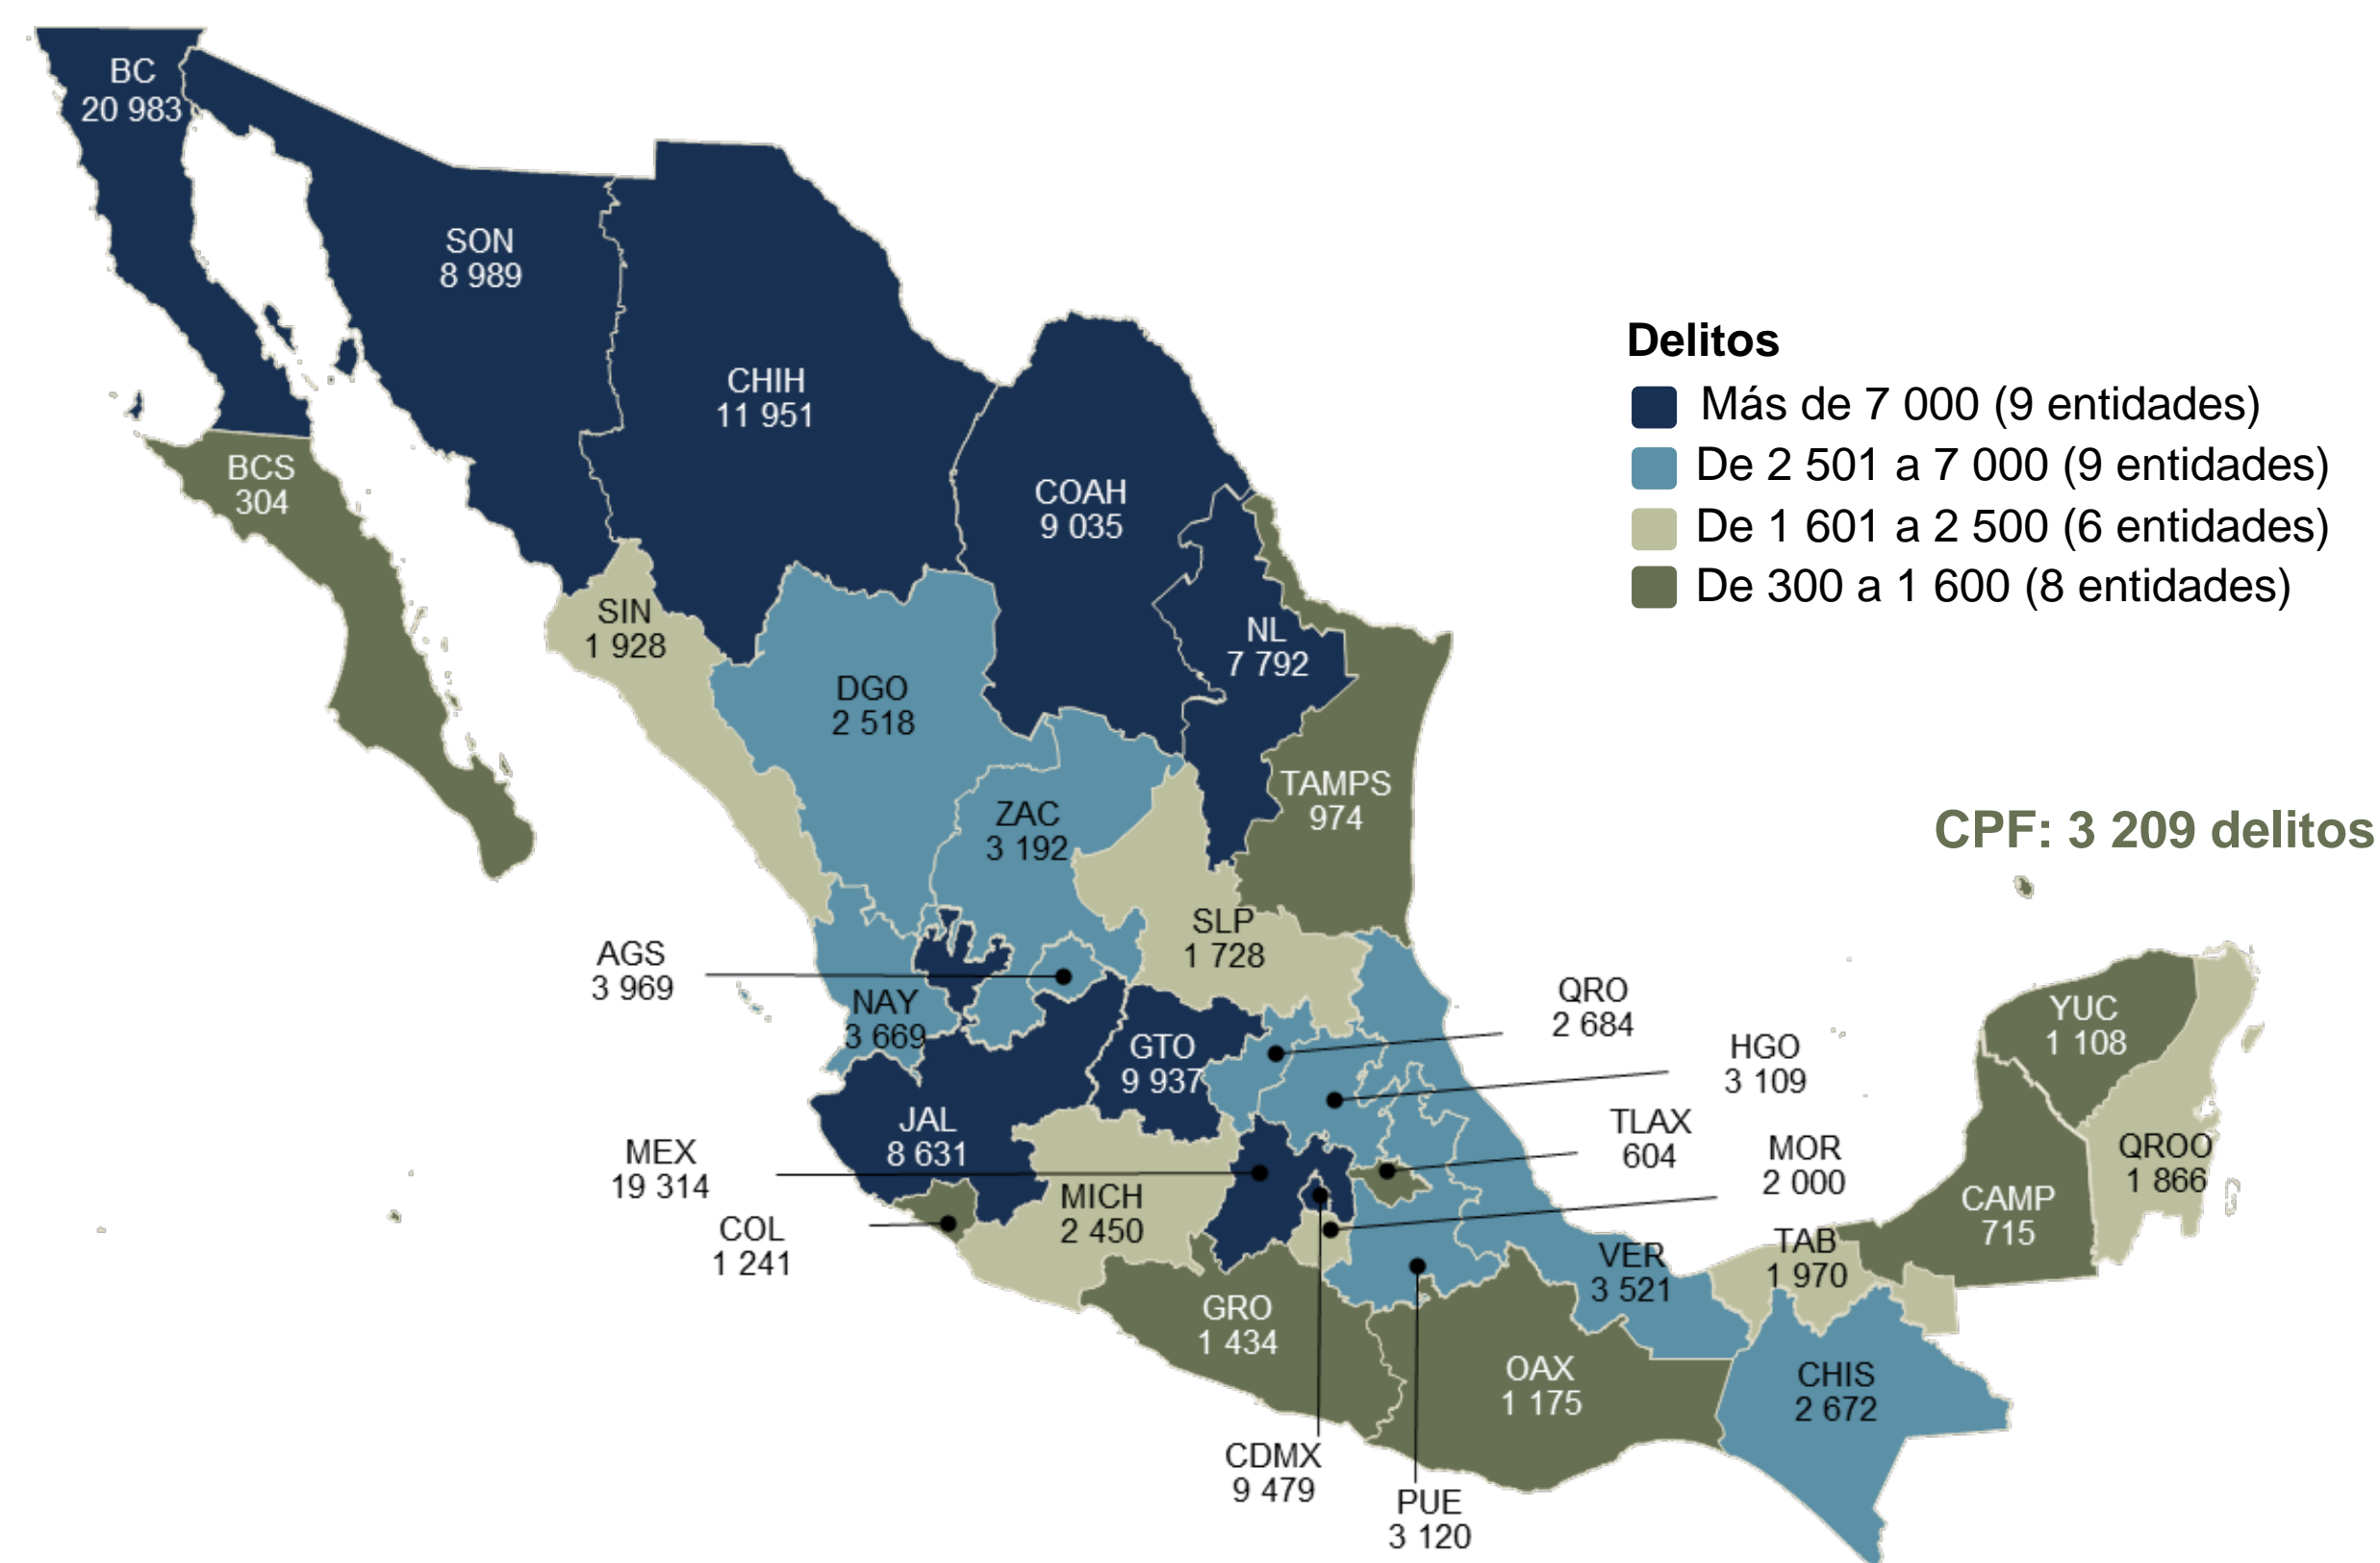 BC
20 983
SON
8 989
CHIH
11 951
COAH
9 035
BCS
304
SIN
1 928
NL
7 792
DGO
2 518
TAMPS
974
ZAC
3 192
SLP
1 728
AGS
3 969
NAY
3 669
GTO
9 937
QRO
2 684
HGO
3 109
JAL
8 631
TLAX
604
MEX
19 314
MOR
2 000
MICH
2 450
COL
1 241
GRO
1 434
VER
3 521
TAB
1 970
OAX
1 175
CHIS
2 672
CDMX
9 479
PUE
3 120
YUC
1 108
QROO
1 866
CAMP
715
Delitos
Más de 7 000 (9 entidades)
De 2 501 a 7 000 (9 entidades)
De 1 601 a 2 500 (6 entidades)
De 300 a 1 600 (8 entidades)
CPF: 3 209 delitos